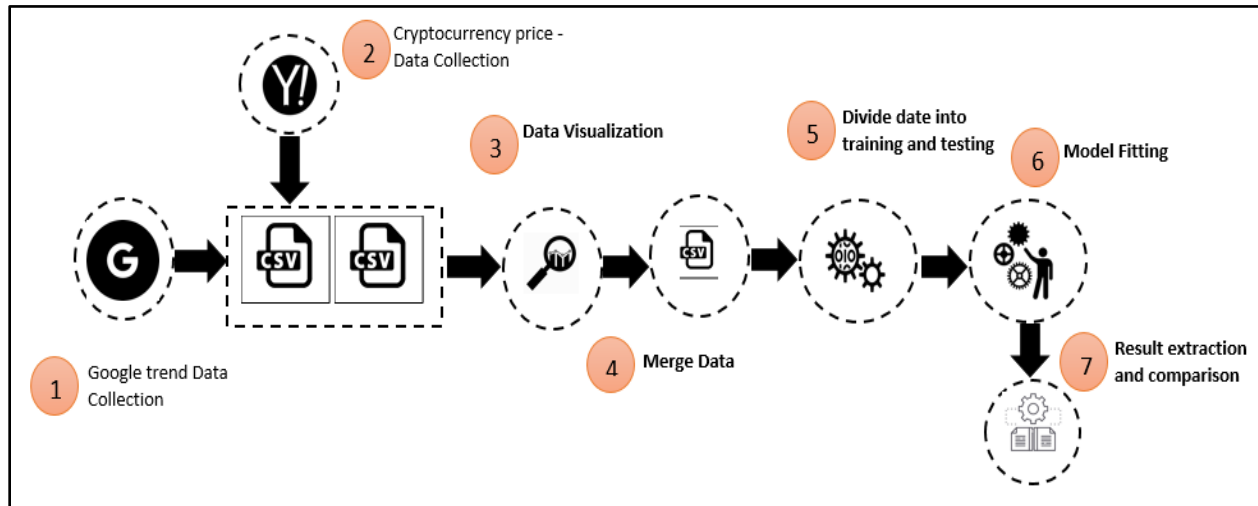 2
Cryptocurrency price -
Data Collection
Y!
3
Data Visualization
5
Divide date into
training and testing
6
Model Fitting
G
CSV
CSV
CSV
010
1
Google trend Data
Collection
4
Merge Data
7
Result extraction
and comparison